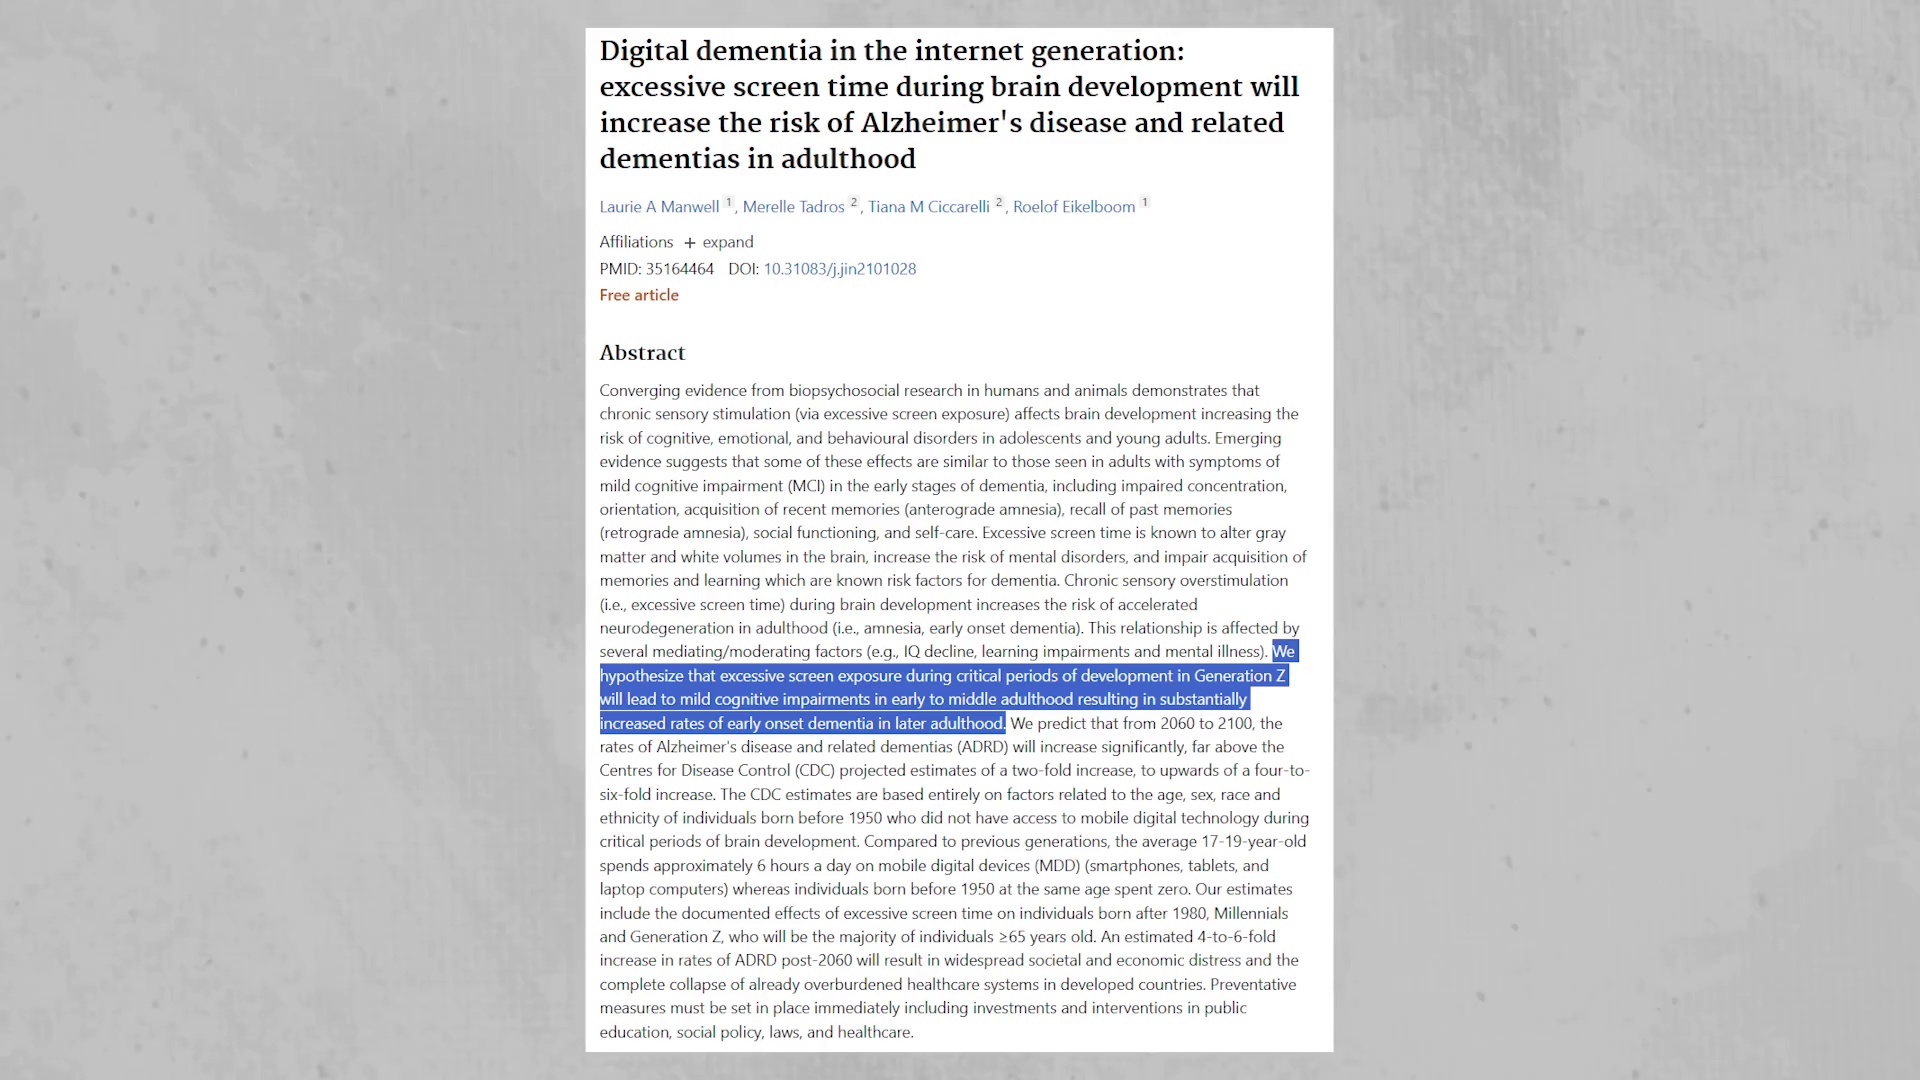 Digital dementia in the internet generation:
excessive screen time during brain development will
increase the risk of Alzheimer's disease and related
dementias in adulthood
Laurie A Manwell 1, Merelle Tadros 2, Tiana M Ciccarelli 2, Roelof Eikelboom 1
Affiliations + expand
PMID: 35164464 DOI: 10.31083/j.jin2101028
Free article
Abstract
Converging evidence from biopsychosocial research in humans and animals demonstrates that
chronic sensory stimulation (via excessive screen exposure) affects brain development increasing the
risk of cognitive, emotional, and behavioural disorders in adolescents and young adults. Emerging
evidence suggests that some of these effects are similar to those seen in adults with symptoms of
mild cognitive impairment (MCI) in the early stages of dementia, including impaired concentration,
orientation, acquisition of recent memories (anterograde amnesia), recall of past memories
(retrograde amnesia), social functioning, and self-care. Excessive screen time is known to alter gray
matter and white volumes in the brain, increase the risk of mental disorders, and impair acquisition of
memories and learning which are known risk factors for dementia. Chronic sensory overstimulation
(i.e., excessive screen time) during brain development increases the risk of accelerated
neurodegeneration in adulthood (i.e., amnesia, early onset dementia). This relationship is affected by
several mediating/moderating factors (e.g., IQ decline, learning impairments and mental illness). We
hypothesize that excessive screen exposure during critical periods of development in Generation Z
will lead to mild cognitive impairments in early to middle adulthood resulting in substantially
increased rates of early onset dementia in later adulthood. We predict that from 2060 to 2100, the
rates of Alzheimer's disease and related dementias (ADRD) will increase significantly, far above the
Centres for Disease Control (CDC) projected estimates of a two-fold increase, to upwards of a four-to-
six-fold increase. The CDC estimates are based entirely on factors related to the age, sex, race and
ethnicity of individuals born before 1950 who did not have access to mobile digital technology during
critical periods of brain development. Compared to previous generations, the average 17-19-year-old
spends approximately 6 hours a day on mobile digital devices (MDD) (smartphones, tablets, and
laptop computers) whereas individuals born before 1950 at the same age spent zero. Our estimates
include the documented effects of excessive screen time on individuals born after 1980, Millennials
and Generation Z, who will be the majority of individuals ≥65 years old. An estimated 4-to-6-fold
increase in rates of ADRD post-2060 will result in widespread societal and economic distress and the
complete collapse of already overburdened healthcare systems in developed countries. Preventative
measures must be set in place immediately including investments and interventions in public
education, social policy, laws, and healthcare.